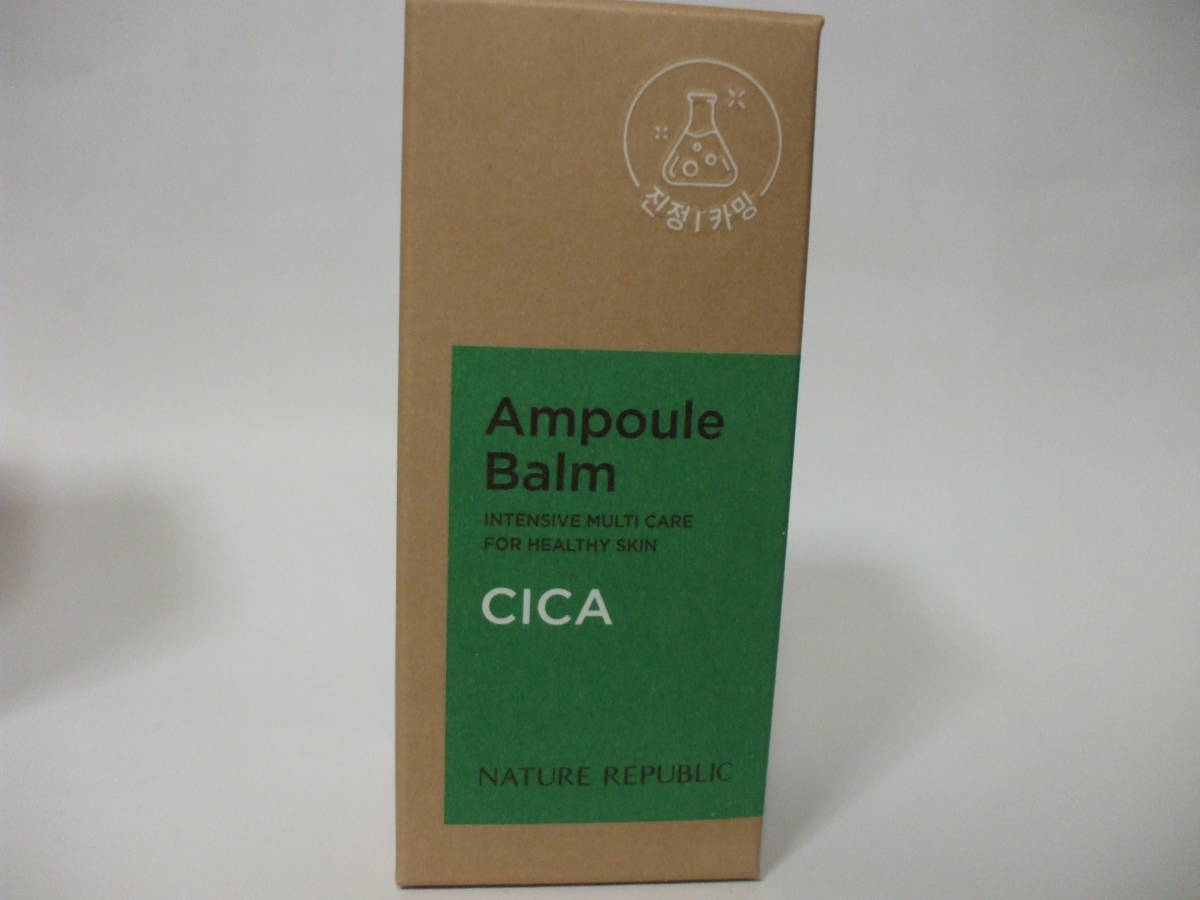 진정 | 카밍
Ampoule
Balm
INTENSIVE MULTI CARE
FOR HEALTHY SKIN
CICA
NATURE REPUBLIC